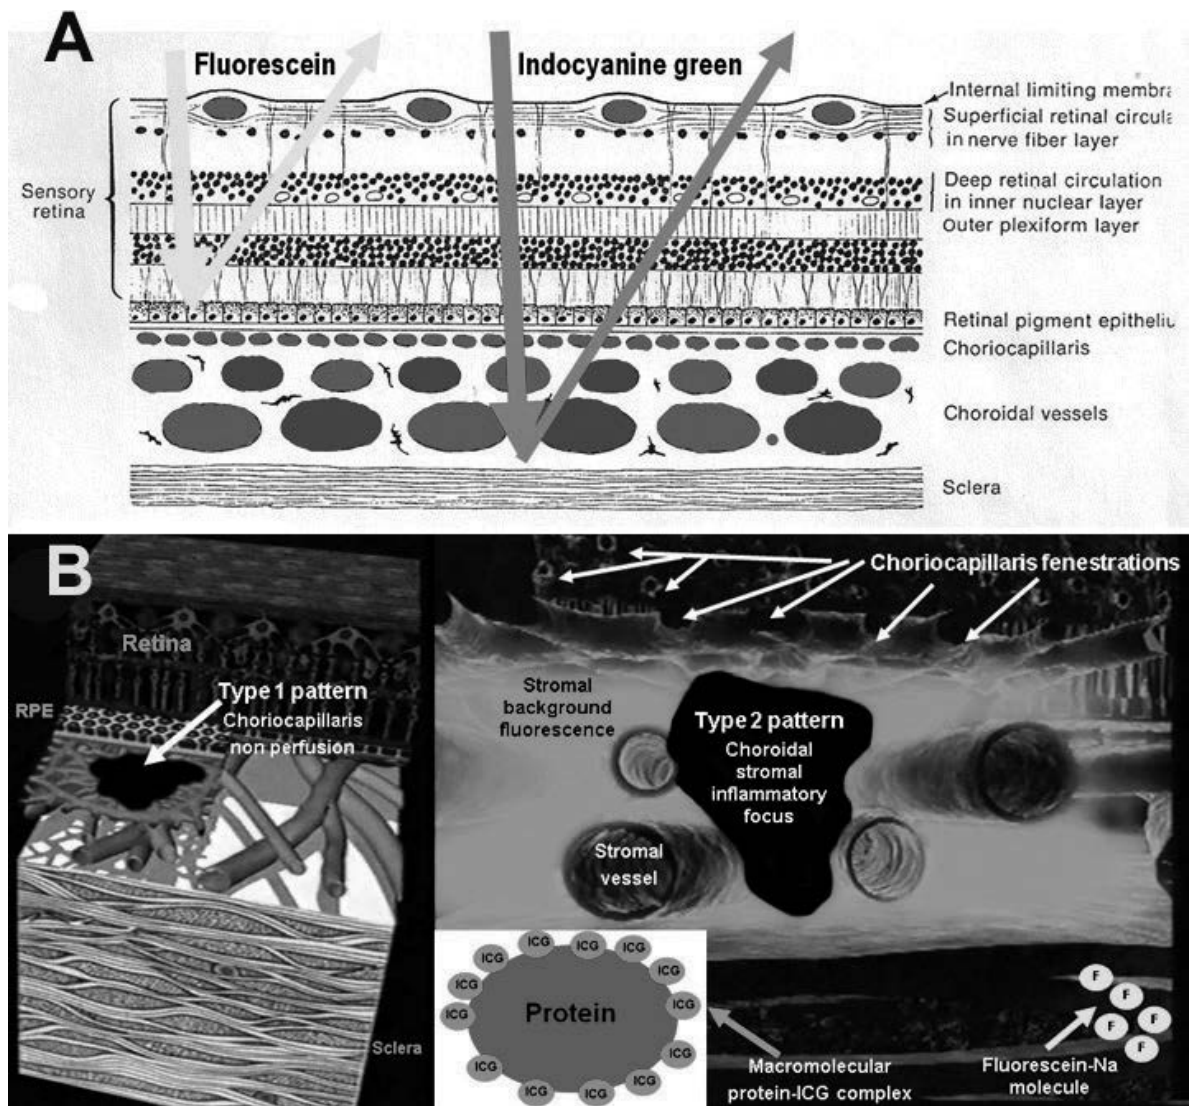 A
Fluorescein
Indocyanine green
Internal limiting membra
Superficial retinal circula
in nerve fiber layer
Sensory
retina
Deep retinal circulation
in inner nuclear layer
Outer plexiform layer
Retinal pigment epitheliu
Choriocapillaris
Choroidal vessels
Sclera
B
Retina
Type 1 pattern
Choriocapillaris
non perfusion
RPE
Sclera
Choriocapillaris fenestrations
Stromal
background
fluorescence
Type 2 pattern
Choroidal
stromal
inflammatory
focus
Stromal
vessel
ICG
ICG
ICG
ICG
ICG
ICG
ICG
ICG
ICG
ICG
ICG
ICG
ICG
ICG
Protein
Macromolecular
protein-ICG complex
F
F
F
F
F
Fluorescein-Na
molecule